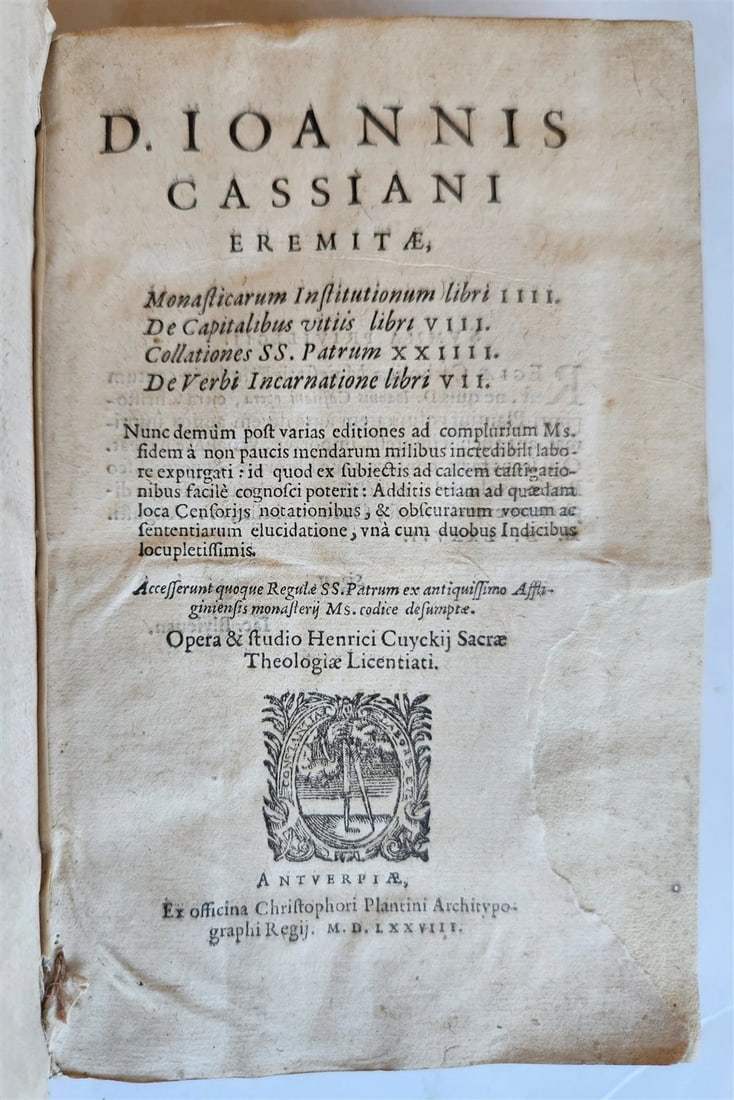 D. IOANNIS
CASSIANI
EREMITÆ,
Monaſticarum Inſtitutionum libri IIII.
De Capitalibus vitiis libri VIII.
Collationes SS. Patrum XXIIII.
De Verbi Incarnatione libri VII.
Nunc demùm poſt varias editiones ad complurium Ms.
fidem à non paucis mendarum milibus incredibili labo-
re expurgati : id quod ex ſubiectis ad calcem caſtigatio-
nibus facilè cognoſci poterit : Additis etiam ad quædam
loca Cenſorijs notationibus, & obſcurarum vocum ac
ſententiarum elucidatione, vnà cum duobus Indicibus
locupletiſſimis.
Acceſſerunt quoque Regulæ SS. Patrum ex antiquiſſimo Affli-
ginienſis monaſterij Ms. codice deſumptæ.
Opera & ſtudio Henrici Cuyckij Sacræ
Theologiæ Licentiati.
CONSTANTIA ET LABORE
ANTVERPIÆ,
Ex officina Chriſtophori Plantini Architypo-
graphi Regij. M. D. LXXVIII.